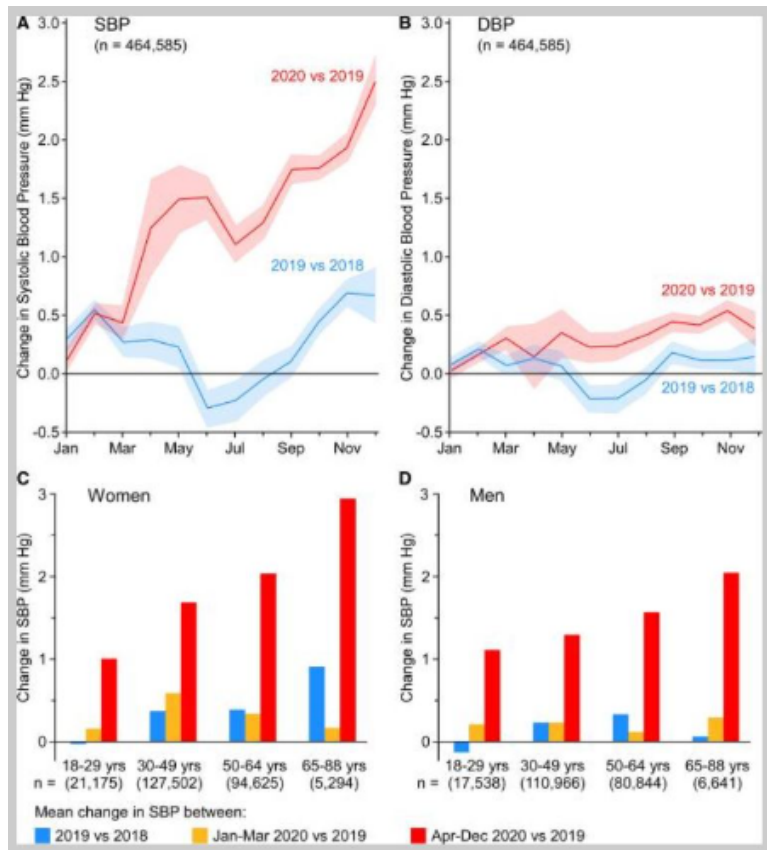 A SBP
(n = 464,585)
2020 vs 2019
2019 vs 2018
Change in Systolic Blood Pressure (mm Hg)
3.0
2.5
2.0
1.5
1.0
0.5
0.0
-0.5
Jan Mar May Jul Sep Nov
B DBP
(n = 464,585)
2020 vs 2019
2019 vs 2018
Change in Diastolic Blood Pressure (mm Hg)
3.0
2.5
2.0
1.5
1.0
0.5
0.0
-0.5
Jan Mar May Jul Sep Nov
C Women
Change in SBP (mm Hg)
3
2
1
0
18-29 yrs 30-49 yrs 50-64 yrs 65-88 yrs
n = (21,175) (127,502) (94,625) (5,294)
D Men
Change in SBP (mm Hg)
3
2
1
0
18-29 yrs 30-49 yrs 50-64 yrs 65-88 yrs
n = (17,538) (110,966) (80,844) (6,641)
Mean change in SBP between:
2019 vs 2018 Jan-Mar 2020 vs 2019 Apr-Dec 2020 vs 2019